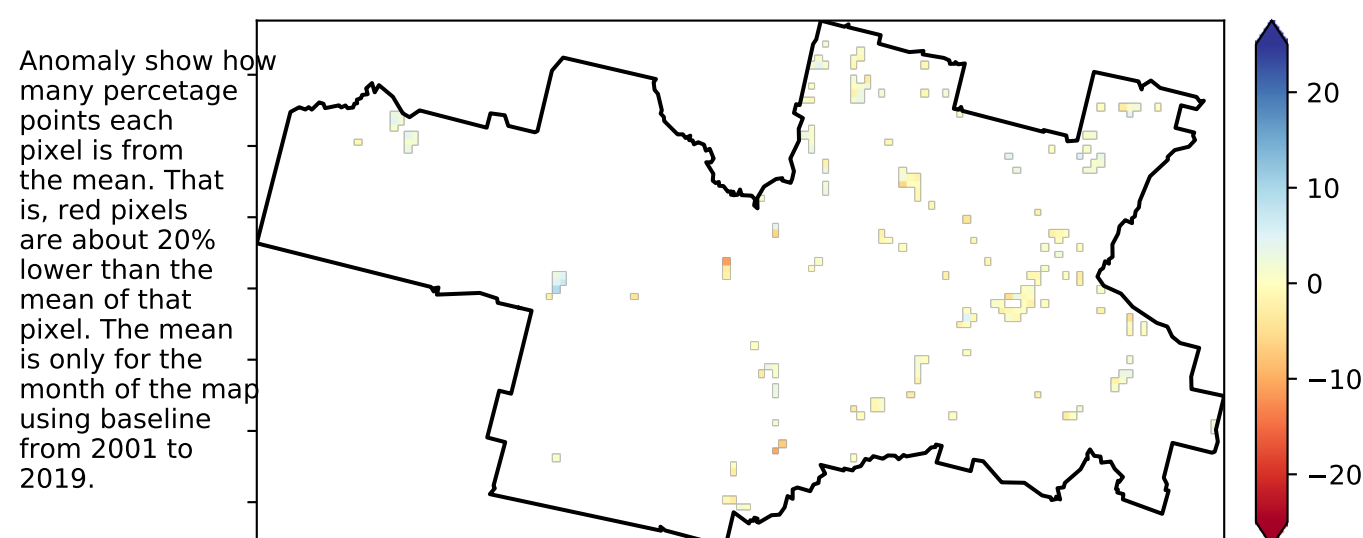 Anomaly show how
many percetage
points each
pixel is from
the mean. That
is, red pixels
are about 20%
lower than the
mean of that
pixel. The mean
is only for the
month of the map
using baseline
from 2001 to
2019.
20
10
0
−10
−20